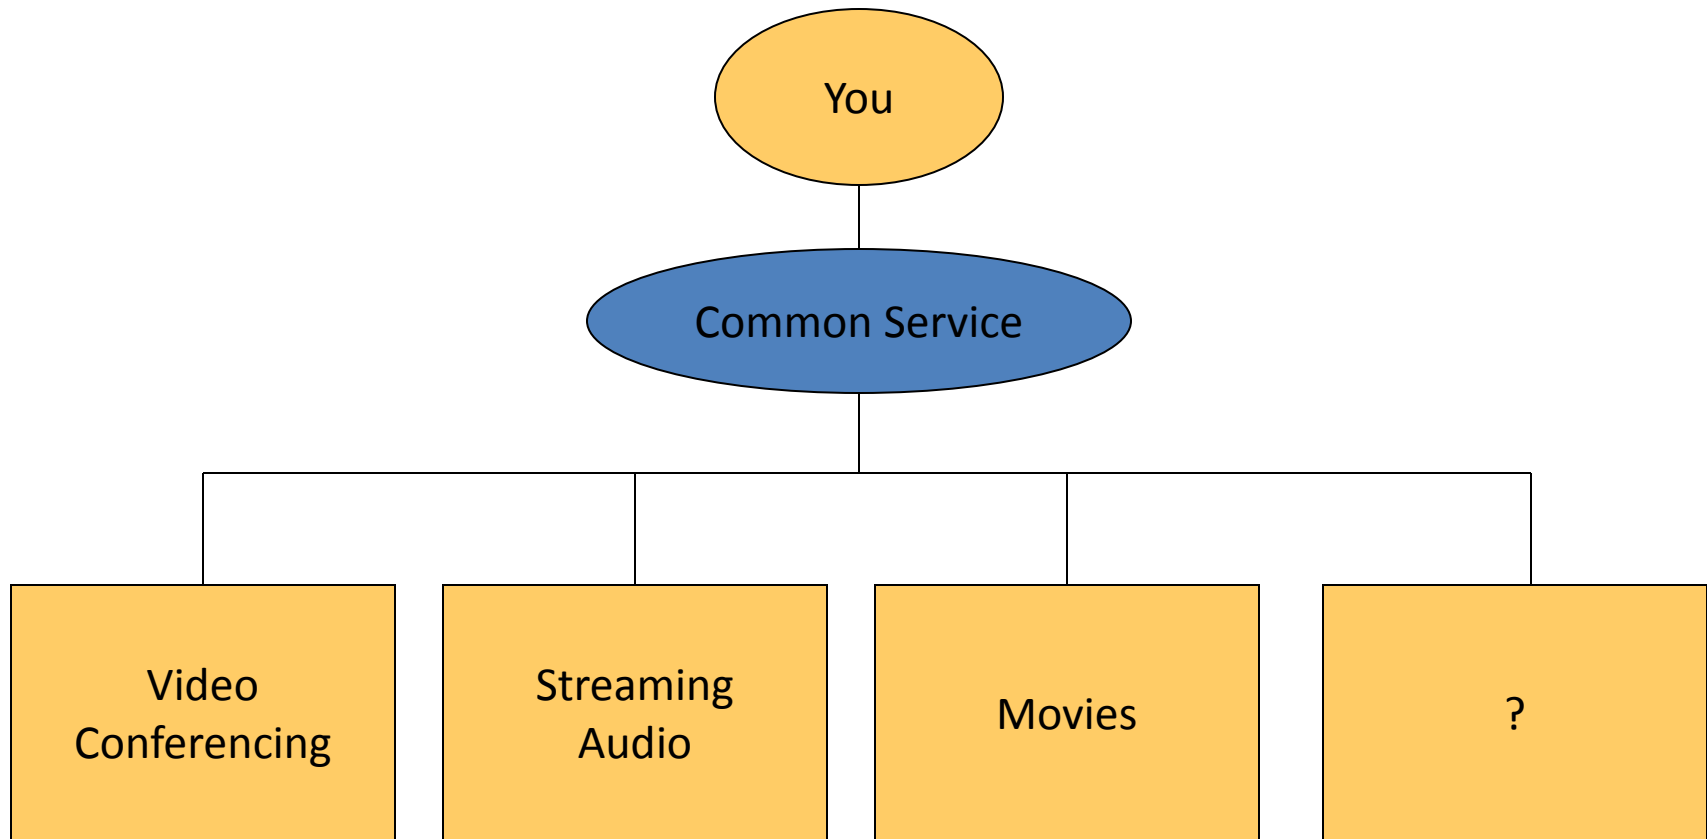 You
Common Service
Video
Conferencing
Streaming
Audio
Movies
?